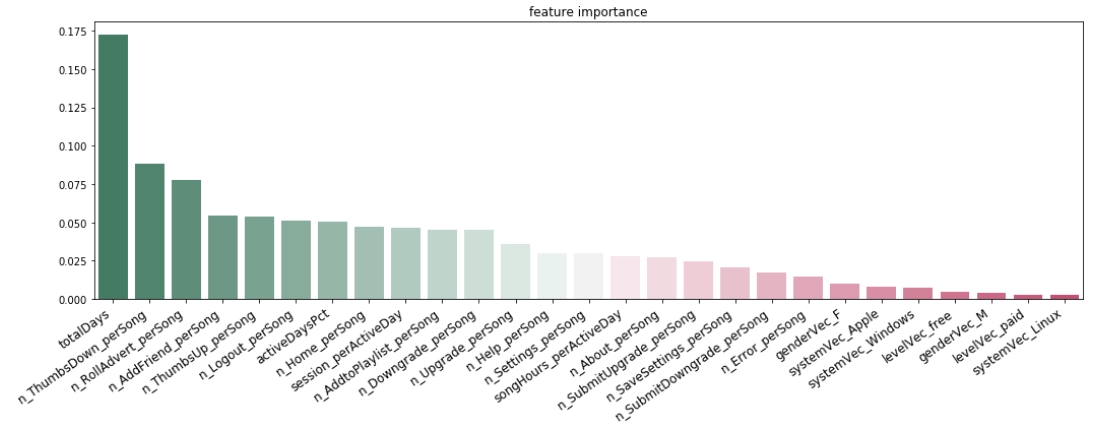 feature importance
0.175
0.150
0.125
0.100
0.075
0.050
0.025
0.000
totalDays
n_ThumbsDown_perSong
n_RollAdvert_perSong
n_AddFriend_perSong
n_ThumbsUp_perSong
n_Logout_perSong
activeDaysPct
n_Home_perSong
session_perActiveDay
n_AddtoPlaylist_perSong
n_Downgrade_perSong
n_Upgrade_perSong
n_Help_perSong
n_Settings_perSong
songHours_perActiveDay
n_About_perSong
n_SubmitUpgrade_perSong
n_SaveSettings_perSong
n_SubmitDowngrade_perSong
n_Error_perSong
genderVec_F
systemVec_Apple
systemVec_Windows
levelVec_free
genderVec_M
levelVec_paid
systemVec_Linux